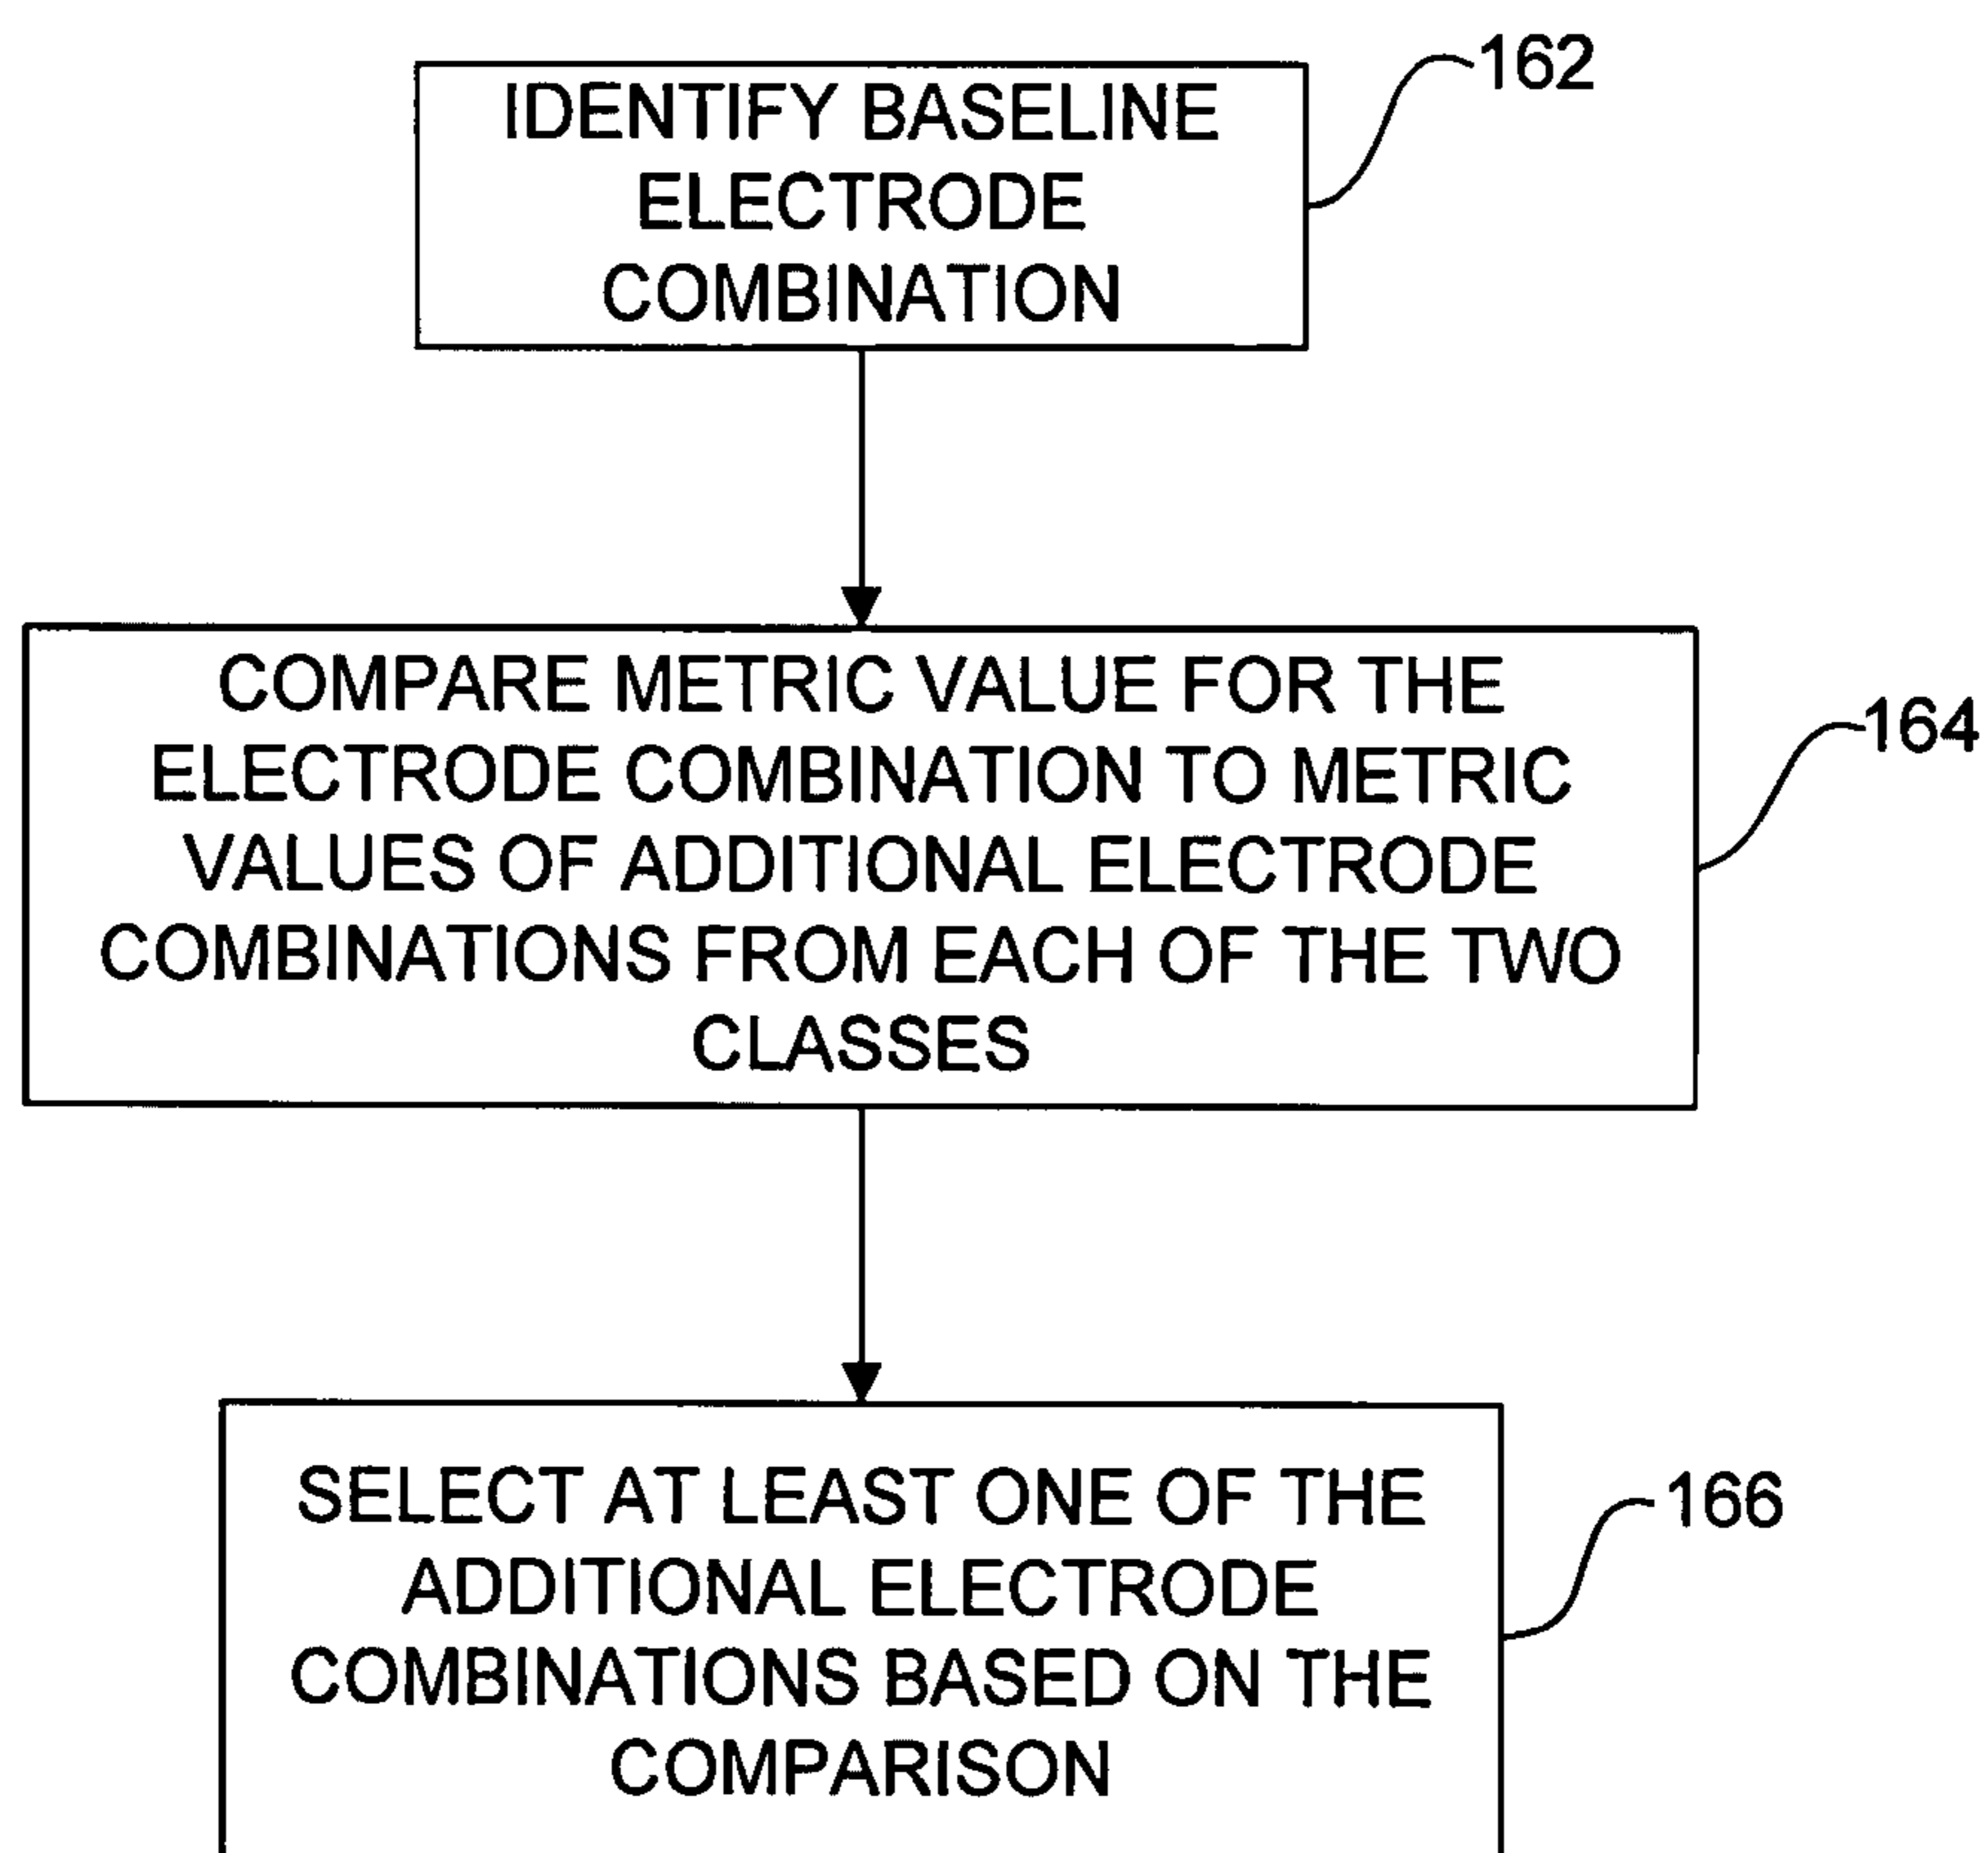 IDENTIFY BASELINE
ELECTRODE
COMBINATION
162
COMPARE METRIC VALUE FOR THE
ELECTRODE COMBINATION TO METRIC
VALUES OF ADDITIONAL ELECTRODE
COMBINATIONS FROM EACH OF THE TWO
CLASSES
164
SELECT AT LEAST ONE OF THE
ADDITIONAL ELECTRODE
COMBINATIONS BASED ON THE
COMPARISON
166